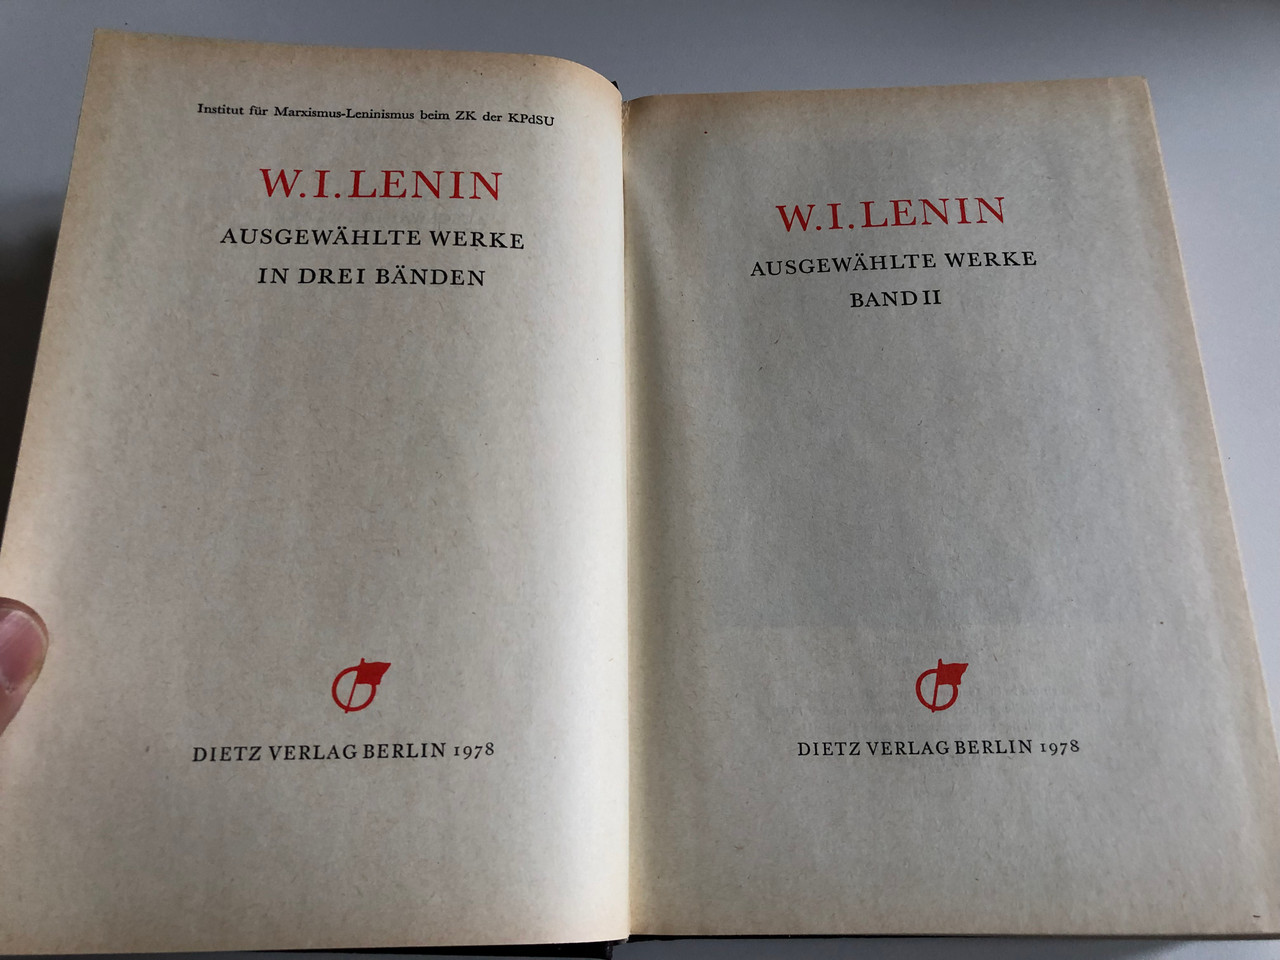 Institut für Marxismus-Leninismus beim ZK der KPdSU
W.I.LENIN
AUSGEWÄHLTE WERKE
IN DREI BÄNDEN
DIETZ VERLAG BERLIN 1978
W.I.LENIN
AUSGEWÄHLTE WERKE
BAND II
DIETZ VERLAG BERLIN 1978